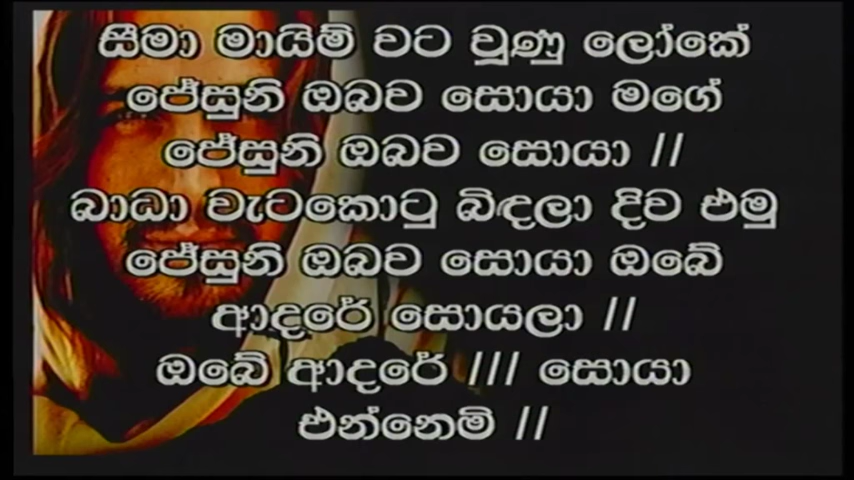 සීමා මායිම් වට වූණු ලෝකේ
ජේසුනි ඔබව සොයා මගේ
ජේසුනි ඔබව සොයා //
බාධා වැටකොටු බිඳලා දිව එමු
ජේසුනි ඔබව සොයා ඔබේ
ආදරේ සොයලා //
ඔබේ ආදරේ /// සොයා
එන්නෙමි //